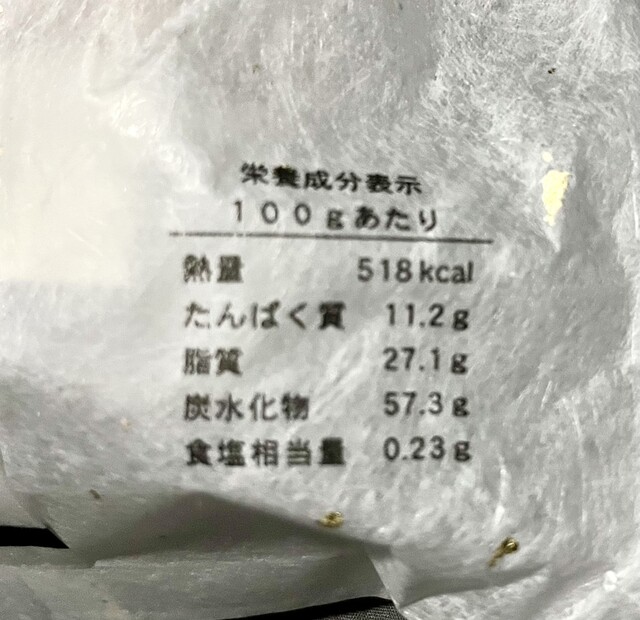 栄養成分表示
100gあたり
熱量 518kcal
たんぱく質 11.2g
脂質 27.1g
炭水化物 57.3g
食塩相当量 0.23g